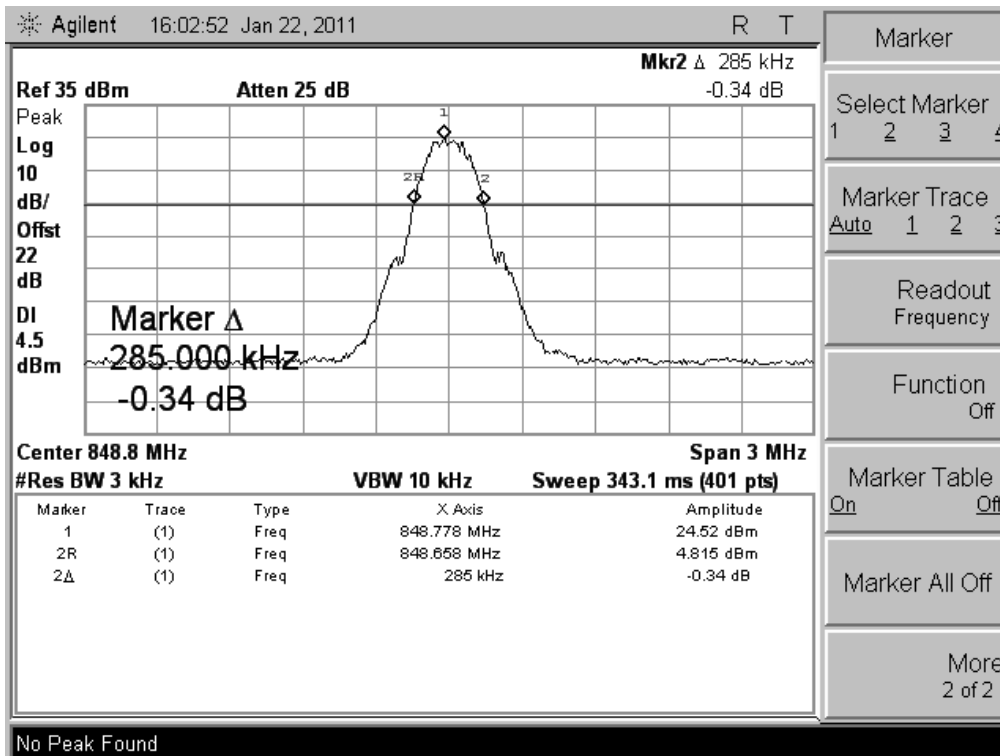 Agilent 16:02:52 Jan 22, 2011 R T
Mkr2 Δ 285 kHz
Ref 35 dBm Atten 25 dB -0.34 dB
Peak
Log
10
dB/
Offst
22
dB
DI
4.5
dBm
1
2R
2
Marker Δ
285.000 kHz
-0.34 dB
Center 848.8 MHz Span 3 MHz
#Res BW 3 kHz VBW 10 kHz Sweep 343.1 ms (401 pts)
Marker Trace Type X Axis Amplitude
1 (1) Freq 848.778 MHz 24.52 dBm
2R (1) Freq 848.658 MHz 4.815 dBm
2Δ (1) Freq 285 kHz -0.34 dB
No Peak Found
Marker
Select Marker
1 2 3 4
Marker Trace
Auto 1 2 3
Readout
Frequency
Function
Off
Marker Table
On Off
Marker All Off
More
2 of 2